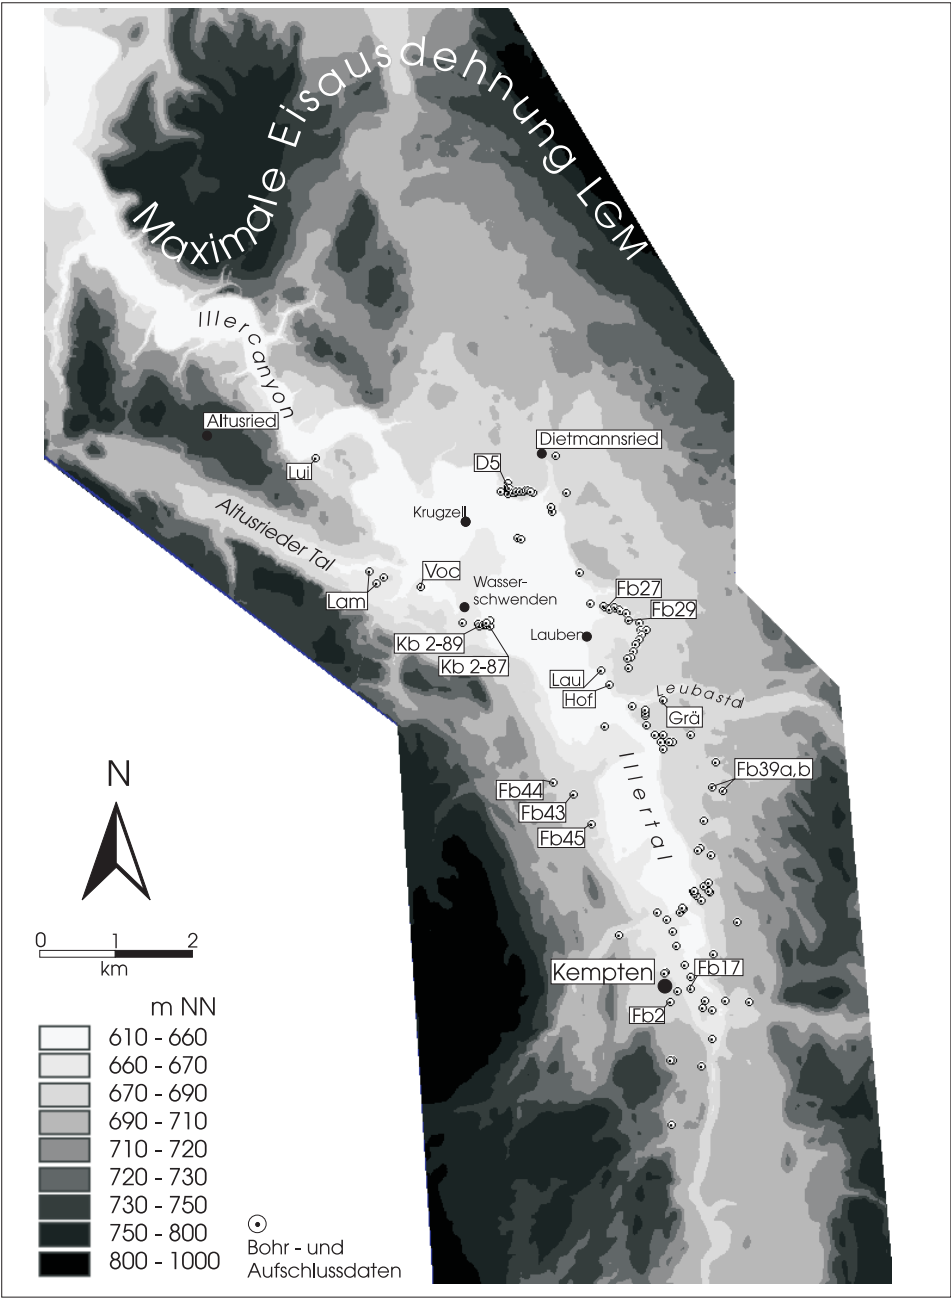 Maximale Eisausdehnung LGM
Illercanyon
Altusried
Lui
Dietmannsried
D5
Krugzell
Altusrieder Tal
Voc
Lam
Wasser-
schwenden
Fb27
Fb29
Lauben
Kb 2-89
Kb 2-87
Lau
Hof
Leubastal
Grä
Illertal
Fb39a,b
Fb44
Fb43
Fb45
N
0 1 2
km
Kempten
Fb17
Fb2
m NN
610 - 660
660 - 670
670 - 690
690 - 710
710 - 720
720 - 730
730 - 750
750 - 800
800 - 1000
Bohr - und
Aufschlussdaten